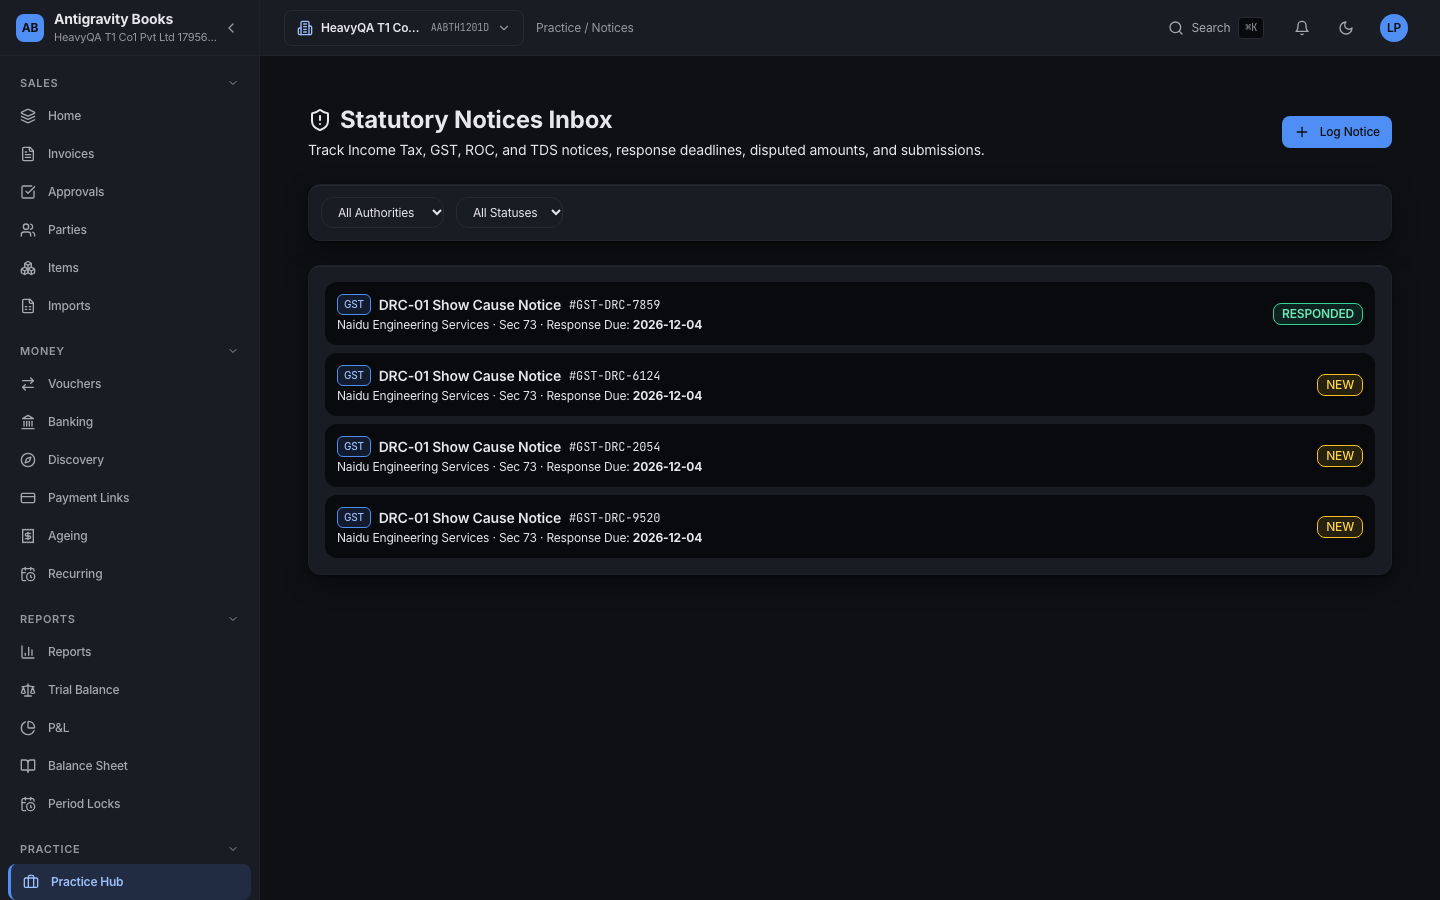 AB
Antigravity Books
HeavyQA T1 Co1 Pvt Ltd 17956...
HeavyQA T1 Co... AABTH1201D
Practice / Notices
Search ⌘K
LP
SALES
Home
Invoices
Approvals
Parties
Items
Imports
MONEY
Vouchers
Banking
Discovery
Payment Links
Ageing
Recurring
REPORTS
Reports
Trial Balance
P&L
Balance Sheet
Period Locks
PRACTICE
Practice Hub
Statutory Notices Inbox
Track Income Tax, GST, ROC, and TDS notices, response deadlines, disputed amounts, and submissions.
Log Notice
All Authorities All Statuses
GST DRC-01 Show Cause Notice #GST-DRC-7859
Naidu Engineering Services · Sec 73 · Response Due: 2026-12-04
RESPONDED
GST DRC-01 Show Cause Notice #GST-DRC-6124
Naidu Engineering Services · Sec 73 · Response Due: 2026-12-04
NEW
GST DRC-01 Show Cause Notice #GST-DRC-2054
Naidu Engineering Services · Sec 73 · Response Due: 2026-12-04
NEW
GST DRC-01 Show Cause Notice #GST-DRC-9520
Naidu Engineering Services · Sec 73 · Response Due: 2026-12-04
NEW